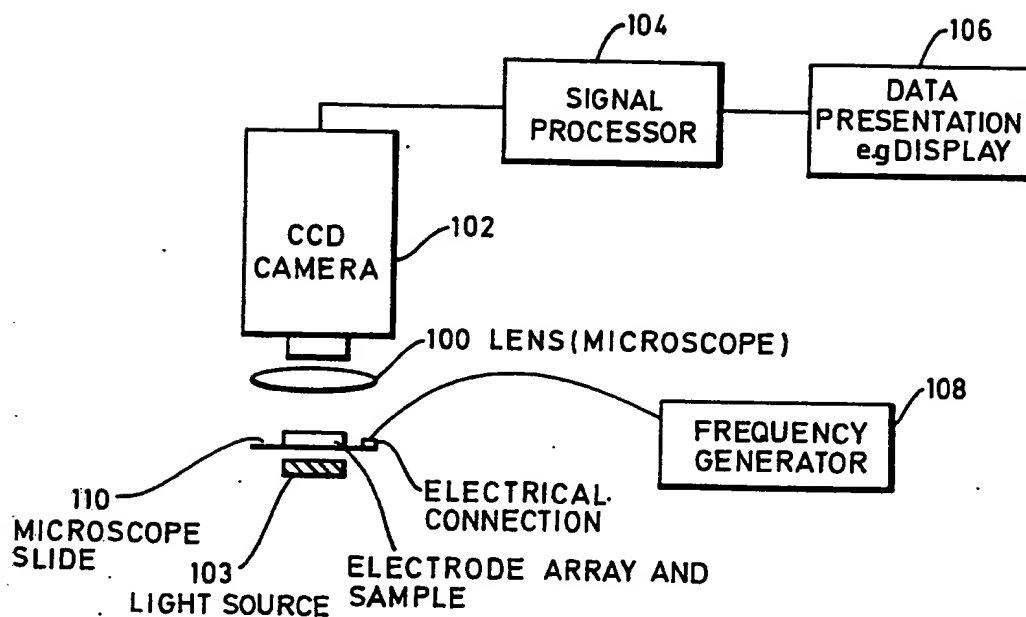 104
106
SIGNAL
PROCESSOR
DATA
PRESENTATION
e.g DISPLAY
CCD
CAMERA
102
100 LENS (MICROSCOPE)
108
FREQUENCY
GENERATOR
110
MICROSCOPE
SLIDE
103
LIGHT SOURCE
ELECTRICAL
CONNECTION
ELECTRODE ARRAY AND
SAMPLE